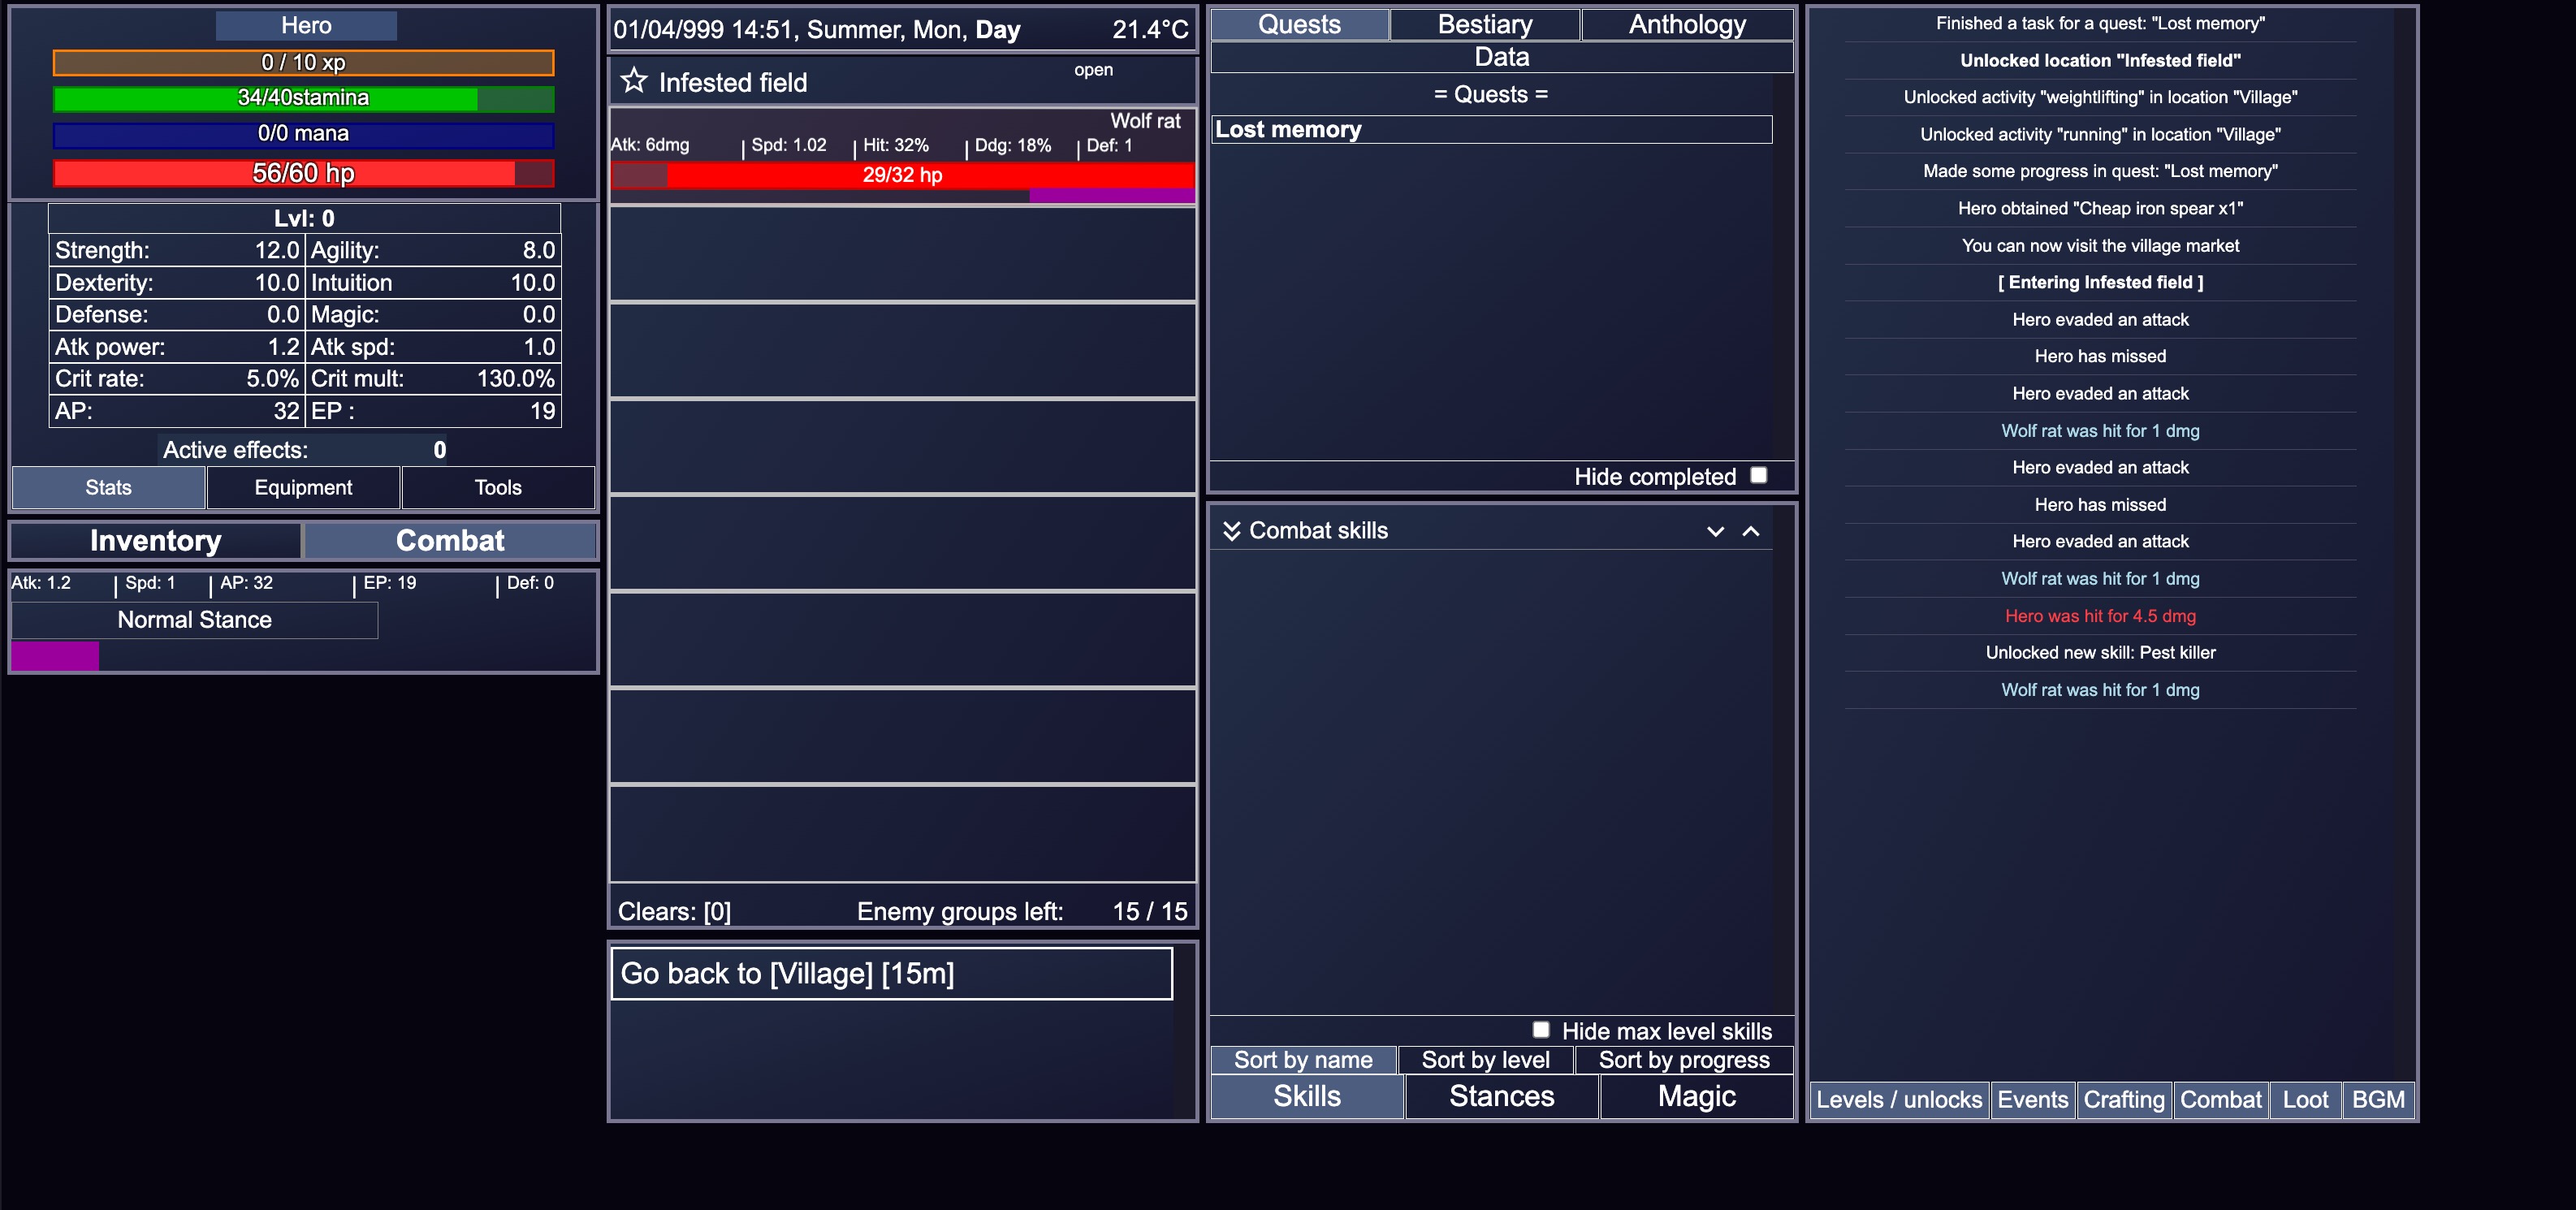 Hero
0 / 10 xp
34/40stamina
0/0 mana
56/60 hp
Lvl: 0
Strength: 12.0 Agility: 8.0
Dexterity: 10.0 Intuition 10.0
Defense: 0.0 Magic: 0.0
Atk power: 1.2 Atk spd: 1.0
Crit rate: 5.0% Crit mult: 130.0%
AP: 32 EP : 19
Active effects: 0
Stats Equipment Tools
Inventory Combat
Atk: 1.2 | Spd: 1 | AP: 32 | EP: 19 | Def: 0
Normal Stance
01/04/999 14:51, Summer, Mon, Day 21.4°C
Infested field open
Wolf rat
Atk: 6dmg | Spd: 1.02 | Hit: 32% | Ddg: 18% | Def: 1
29/32 hp
Clears: [0] Enemy groups left: 15 / 15
Go back to [Village] [15m]
Quests Bestiary Anthology
Data
= Quests =
Lost memory
Hide completed
Combat skills
Hide max level skills
Sort by name Sort by level Sort by progress
Skills Stances Magic
Finished a task for a quest: "Lost memory"
Unlocked location "Infested field"
Unlocked activity "weightlifting" in location "Village"
Unlocked activity "running" in location "Village"
Made some progress in quest: "Lost memory"
Hero obtained "Cheap iron spear x1"
You can now visit the village market
[ Entering Infested field ]
Hero evaded an attack
Hero has missed
Hero evaded an attack
Wolf rat was hit for 1 dmg
Hero evaded an attack
Hero has missed
Hero evaded an attack
Wolf rat was hit for 1 dmg
Hero was hit for 4.5 dmg
Unlocked new skill: Pest killer
Wolf rat was hit for 1 dmg
Levels / unlocks Events Crafting Combat Loot BGM